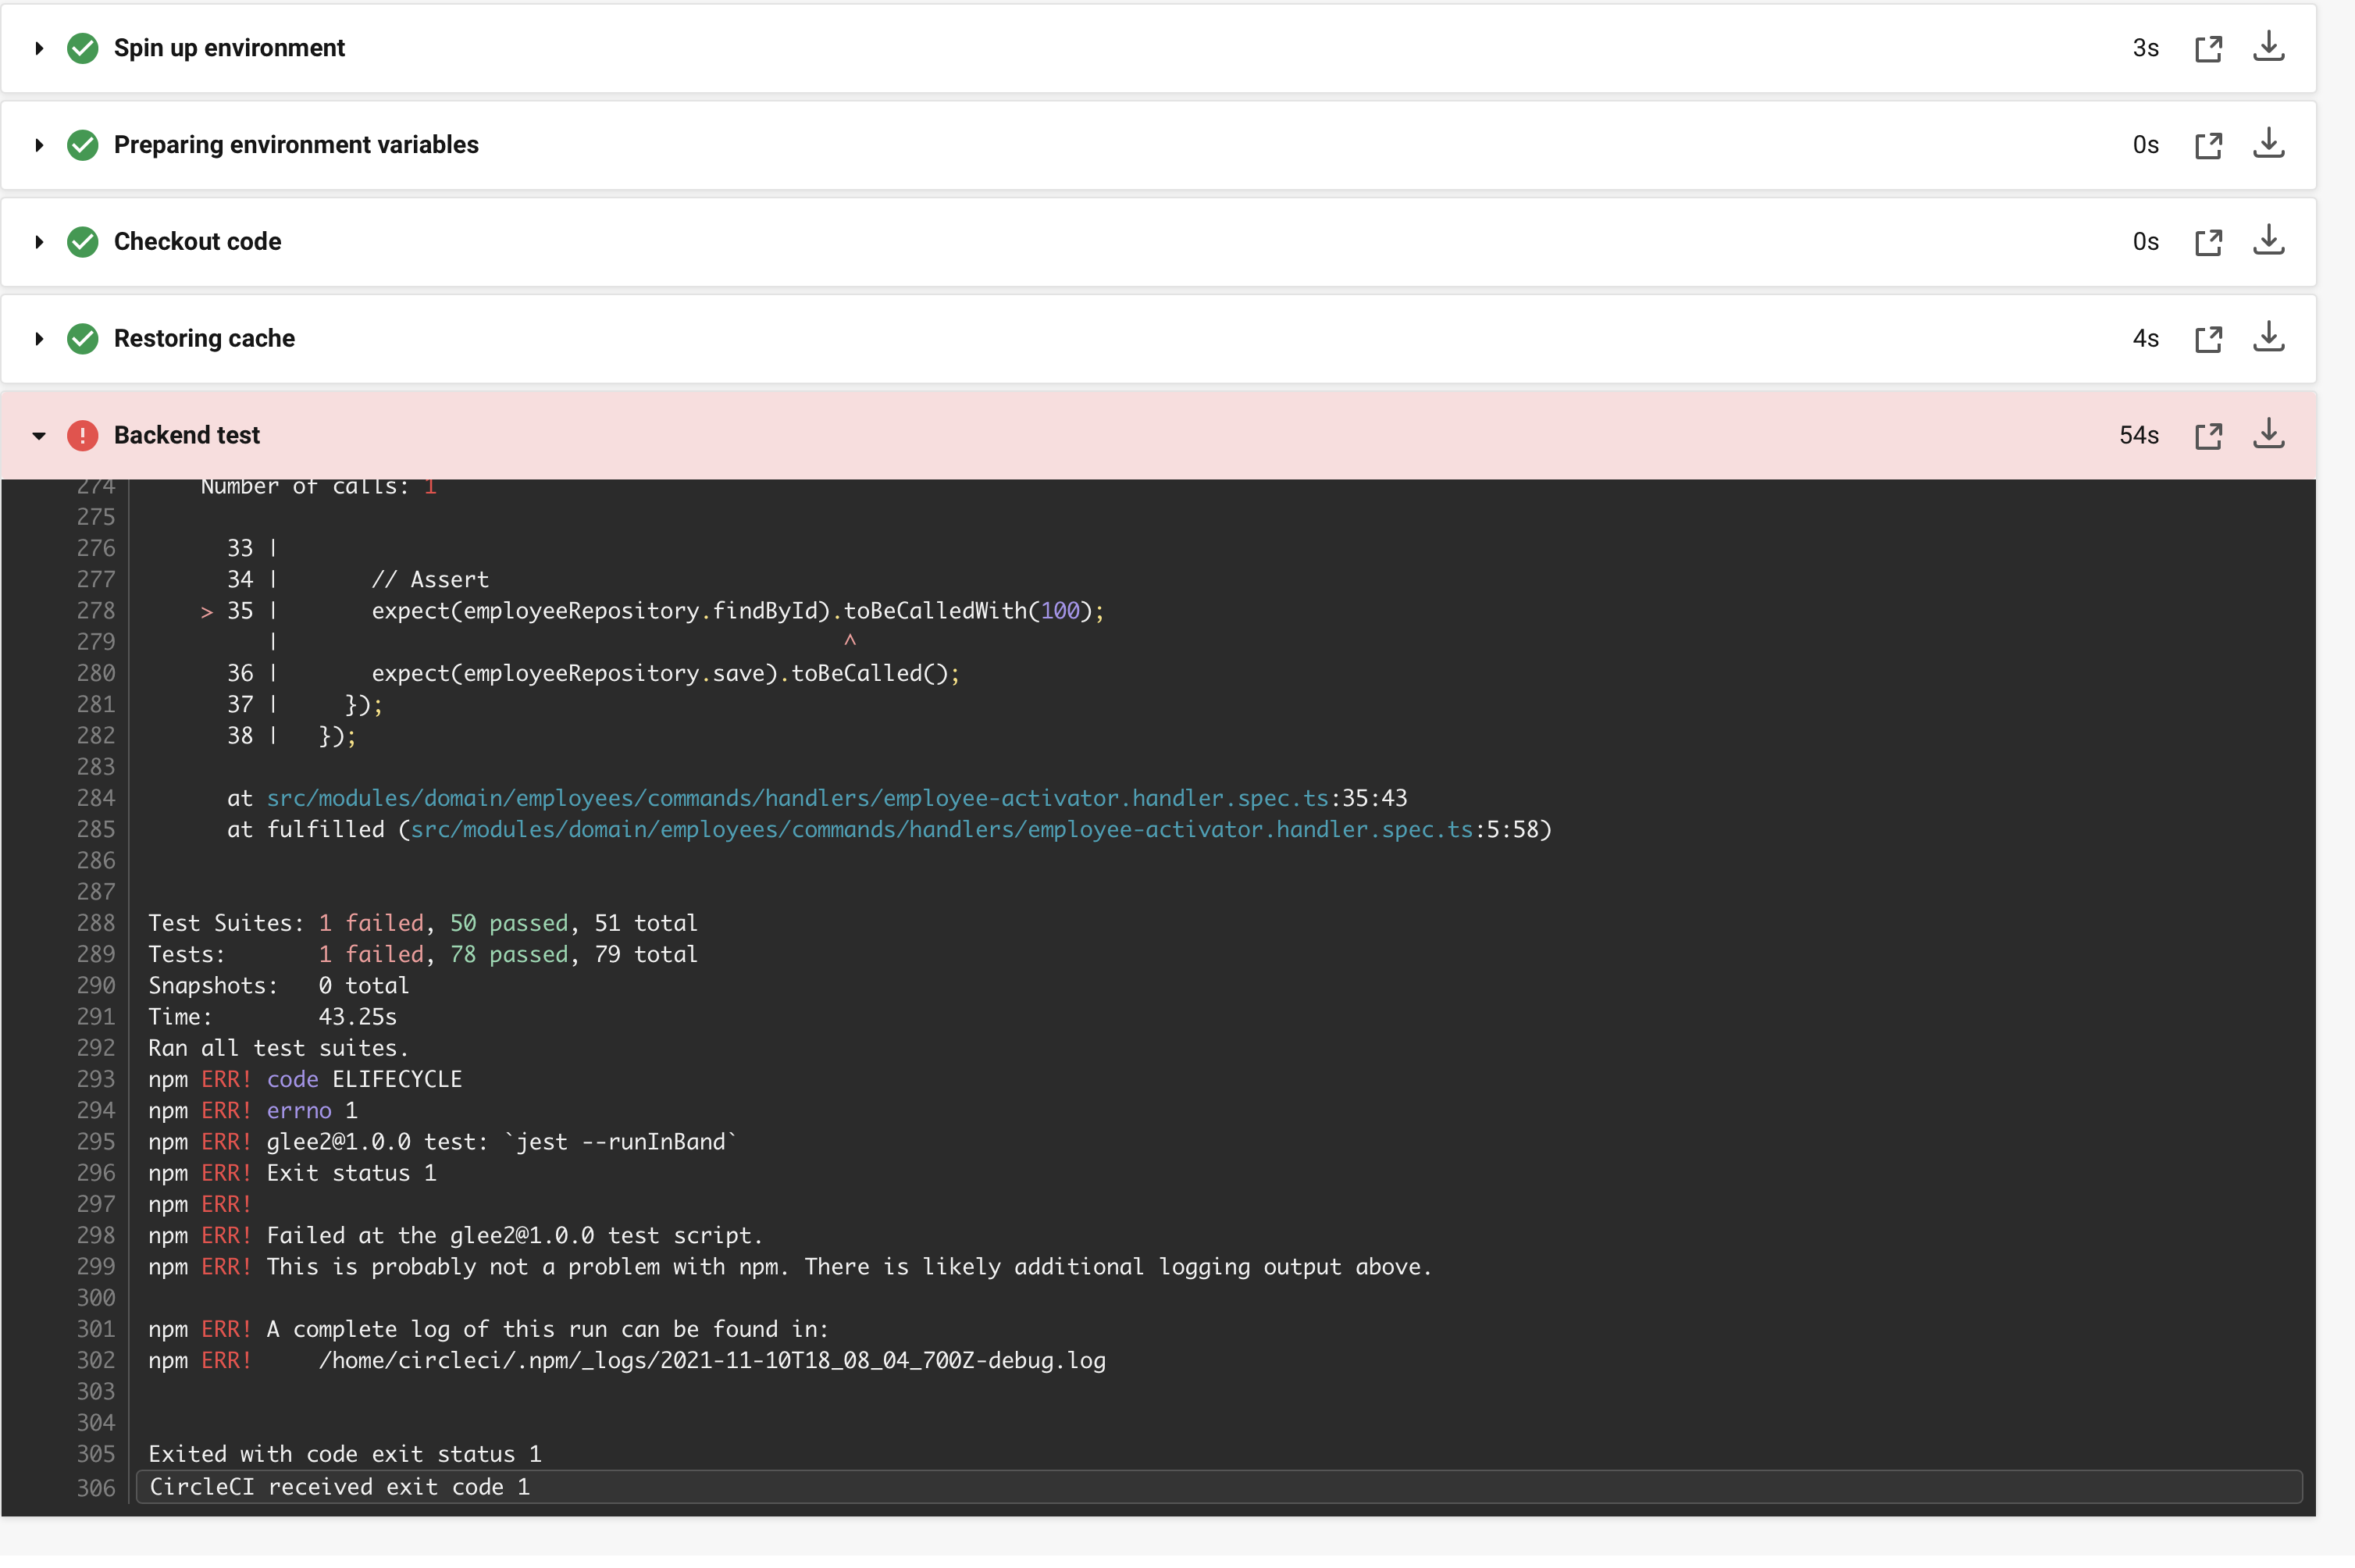 Spin up environment 3s
Preparing environment variables 0s
Checkout code 0s
Restoring cache 4s
! Backend test 54s
274 Number of calls: 1
275
276 33 |
277 34 | // Assert
278 > 35 | expect(employeeRepository.findById).toBeCalledWith(100);
279 | ^
280 36 | expect(employeeRepository.save).toBeCalled();
281 37 | });
282 38 | });
283
284 at src/modules/domain/employees/commands/handlers/employee-activator.handler.spec.ts:35:43
285 at fulfilled (src/modules/domain/employees/commands/handlers/employee-activator.handler.spec.ts:5:58)
286
287
288 Test Suites: 1 failed, 50 passed, 51 total
289 Tests: 1 failed, 78 passed, 79 total
290 Snapshots: 0 total
291 Time: 43.25s
292 Ran all test suites.
293 npm ERR! code ELIFECYCLE
294 npm ERR! errno 1
295 npm ERR! glee2@1.0.0 test: `jest --runInBand`
296 npm ERR! Exit status 1
297 npm ERR!
298 npm ERR! Failed at the glee2@1.0.0 test script.
299 npm ERR! This is probably not a problem with npm. There is likely additional logging output above.
300
301 npm ERR! A complete log of this run can be found in:
302 npm ERR! /home/circleci/.npm/_logs/2021-11-10T18_08_04_700Z-debug.log
303
304
305 Exited with code exit status 1
306 CircleCI received exit code 1